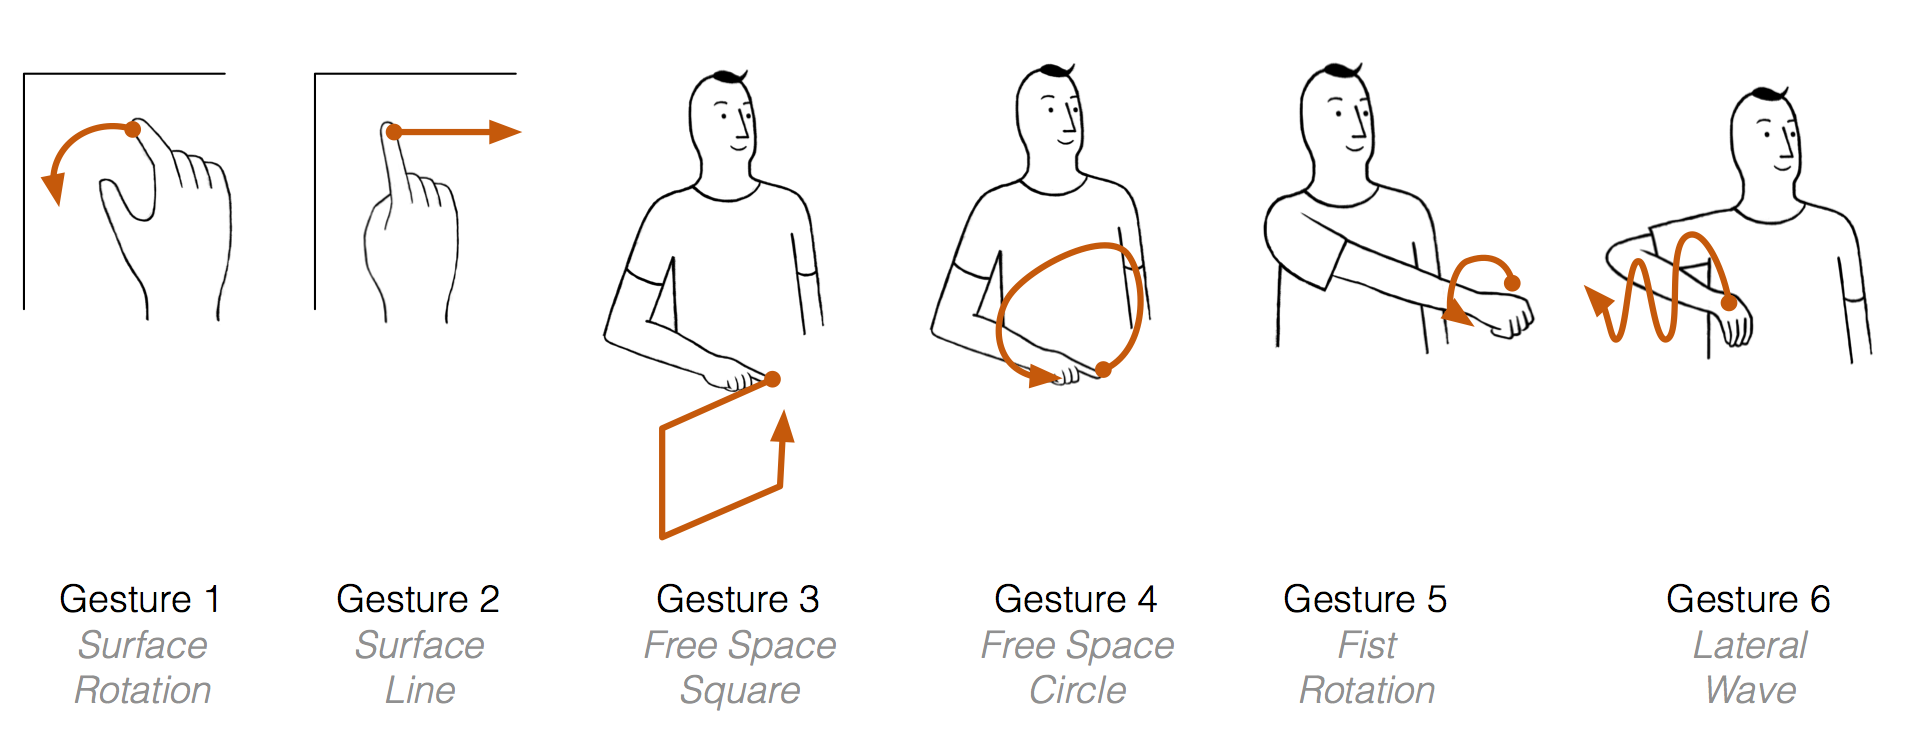 Gesture 1
Surface
Rotation
Gesture 2
Surface
Line
Gesture 3
Free Space
Square
Gesture 4
Free Space
Circle
Gesture 5
Fist
Rotation
Gesture 6
Lateral
Wave